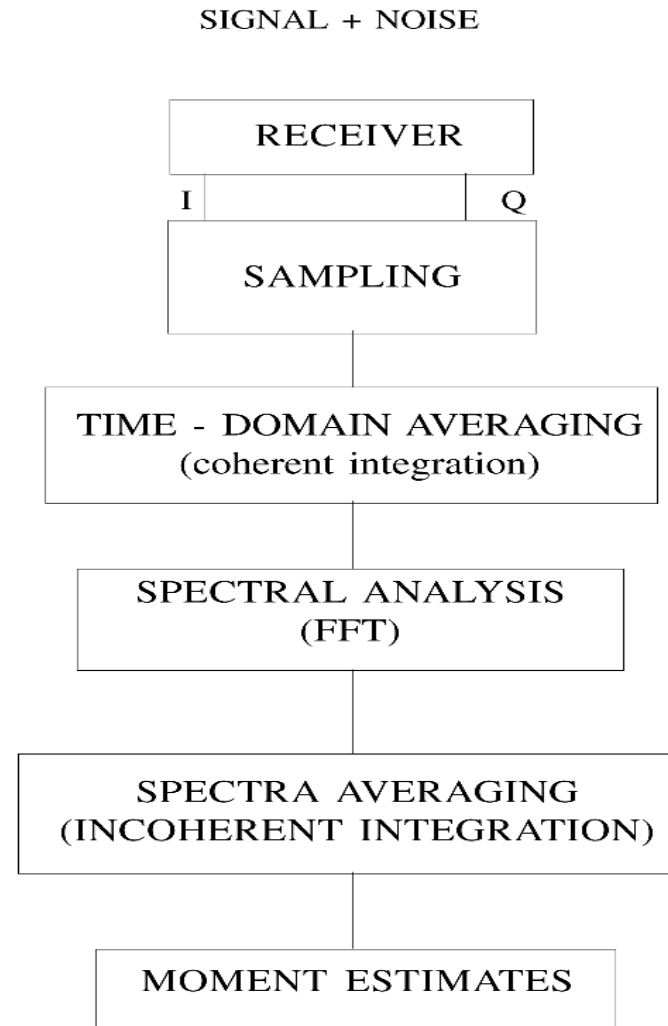 SIGNAL + NOISE
RECEIVER
I Q
SAMPLING
TIME - DOMAIN AVERAGING
(coherent integration)
SPECTRAL ANALYSIS
(FFT)
SPECTRA AVERAGING
(INCOHERENT INTEGRATION)
MOMENT ESTIMATES